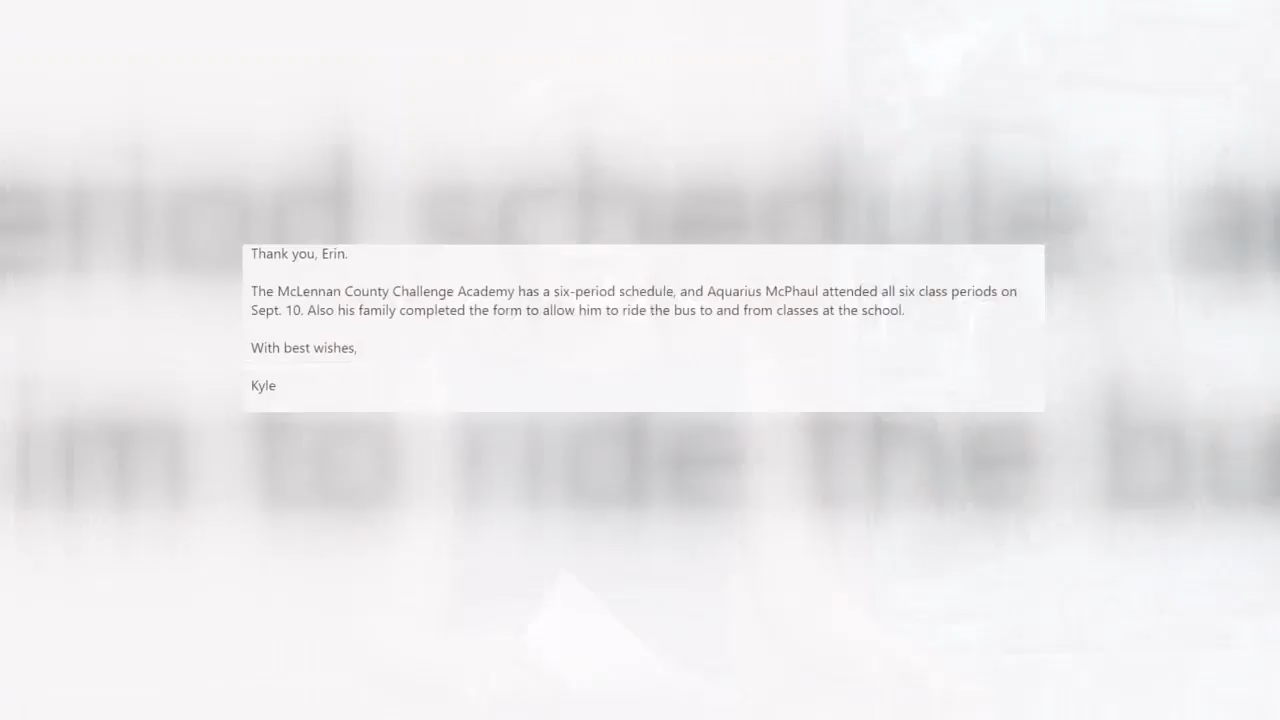 Thank you, Erin.
The McLennan County Challenge Academy has a six-period schedule, and Aquarius McPhaul attended all six class periods on
Sept. 10. Also his family completed the form to allow him to ride the bus to and from classes at the school.
With best wishes,
Kyle